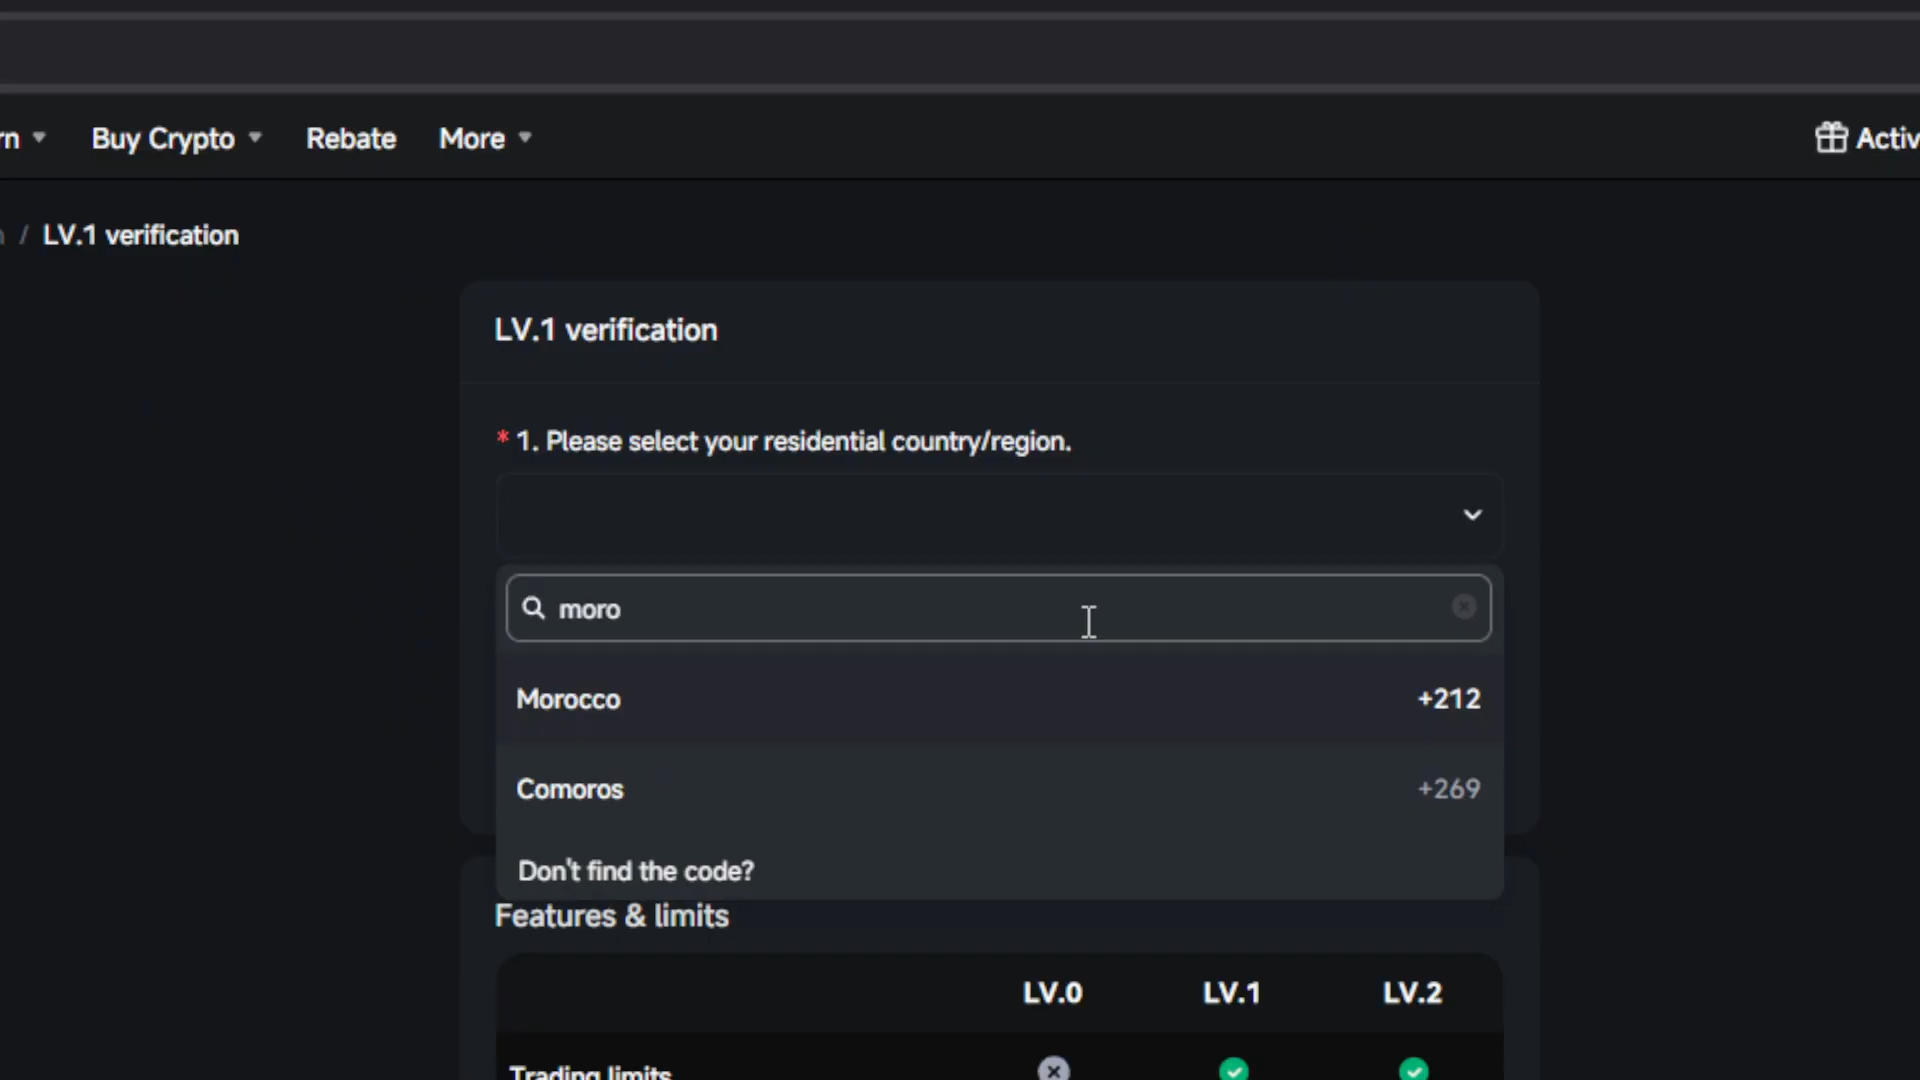 Buy Crypto
Rebate
More
/ LV.1 verification
LV.1 verification
* 1. Please select your residential country/region.
moro
Morocco +212
Comoros +269
Don't find the code?
Features & limits
LV.0 LV.1 LV.2
Trading limits